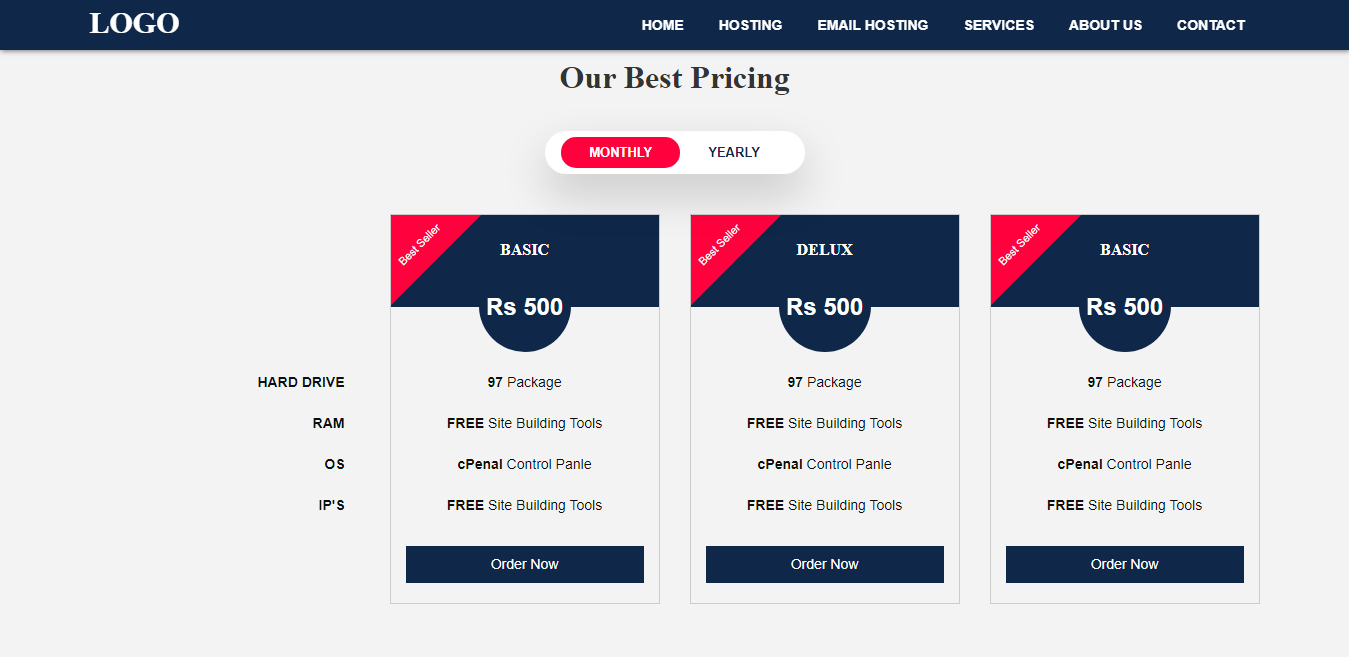 LOGO HOME HOSTING EMAIL HOSTING SERVICES ABOUT US CONTACT
Our Best Pricing
MONTHLY YEARLY
Best Seller Best Seller Best Seller
BASIC DELUX BASIC
Rs 500 Rs 500 Rs 500
HARD DRIVE 97 Package 97 Package 97 Package
RAM FREE Site Building Tools FREE Site Building Tools FREE Site Building Tools
OS cPenal Control Panle cPenal Control Panle cPenal Control Panle
IP'S FREE Site Building Tools FREE Site Building Tools FREE Site Building Tools
Order Now Order Now Order Now